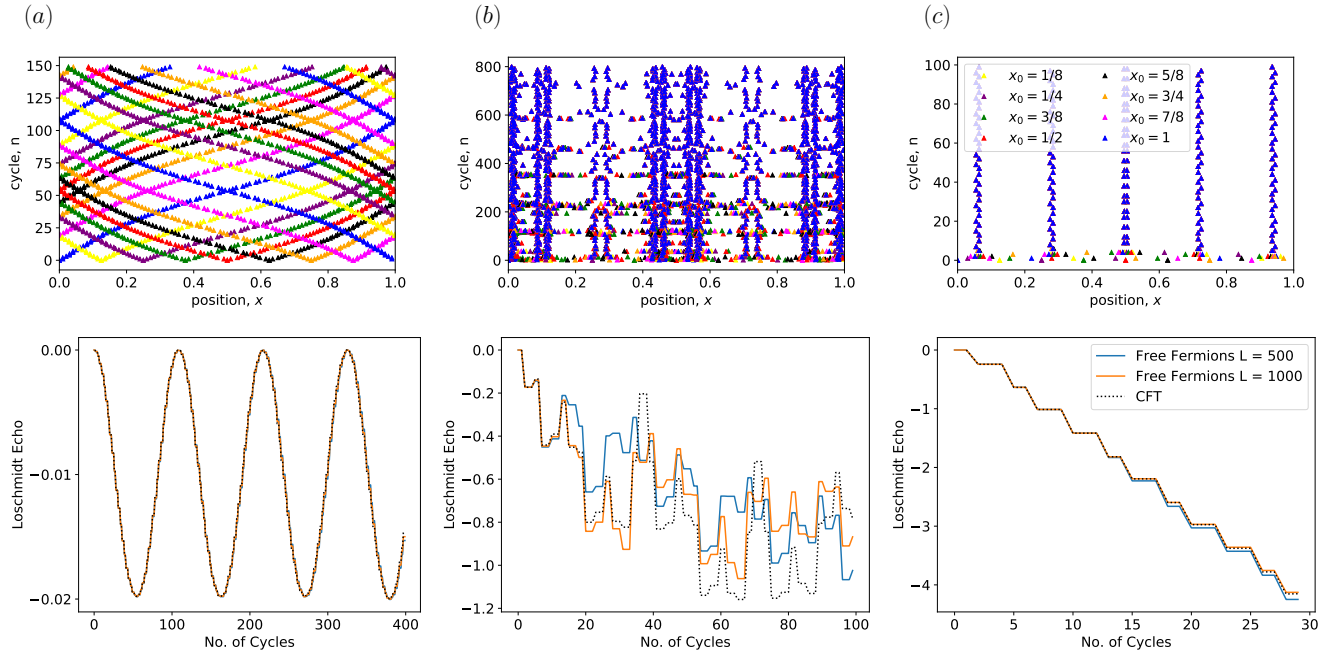 (a)
(b)
(c)
150
125
100
75
50
25
0
cycle, n
0.0 0.2 0.4 0.6 0.8 1.0
position, x
800
600
400
200
0
cycle, n
0.0 0.2 0.4 0.6 0.8 1.0
position, x
100
80
60
40
20
0
cycle, n
x₀ = 1/8 x₀ = 5/8
x₀ = 1/4 x₀ = 3/4
x₀ = 3/8 x₀ = 7/8
x₀ = 1/2 x₀ = 1
0.0 0.2 0.4 0.6 0.8 1.0
position, x
0.00
−0.01
−0.02
Loschmidt Echo
0 100 200 300 400
No. of Cycles
0.0
−0.2
−0.4
−0.6
−0.8
−1.0
−1.2
Loschmidt Echo
0 20 40 60 80 100
No. of Cycles
0
−1
−2
−3
−4
Loschmidt Echo
Free Fermions L = 500
Free Fermions L = 1000
CFT
0 5 10 15 20 25 30
No. of Cycles